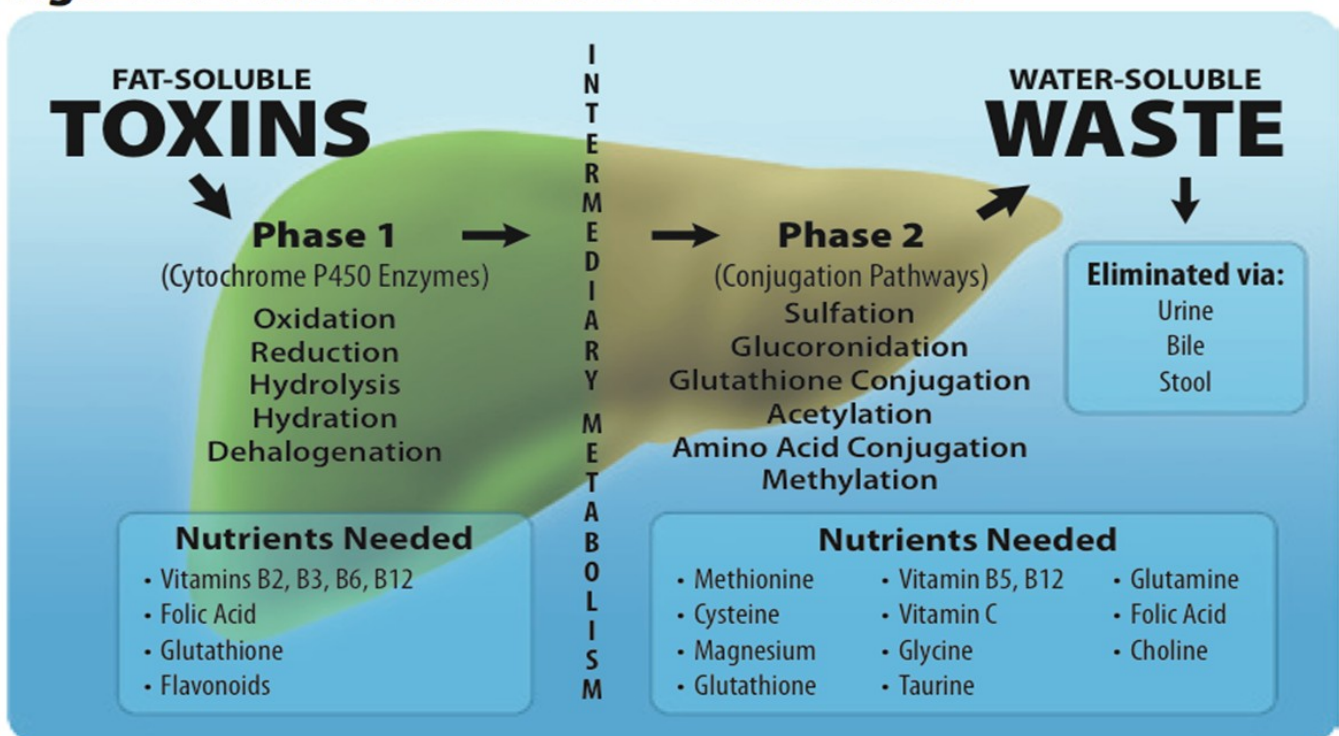 FAT-SOLUBLE
TOXINS
Phase 1
(Cytochrome P450 Enzymes)
Oxidation
Reduction
Hydrolysis
Hydration
Dehalogenation
Nutrients Needed
• Vitamins B2, B3, B6, B12
• Folic Acid
• Glutathione
• Flavonoids
INTERMEDIARY METABOLISM
WATER-SOLUBLE
WASTE
Phase 2
(Conjugation Pathways)
Sulfation
Glucoronidation
Glutathione Conjugation
Acetylation
Amino Acid Conjugation
Methylation
Eliminated via:
Urine
Bile
Stool
Nutrients Needed
• Methionine
• Cysteine
• Magnesium
• Glutathione
• Vitamin B5, B12
• Vitamin C
• Glycine
• Taurine
• Glutamine
• Folic Acid
• Choline